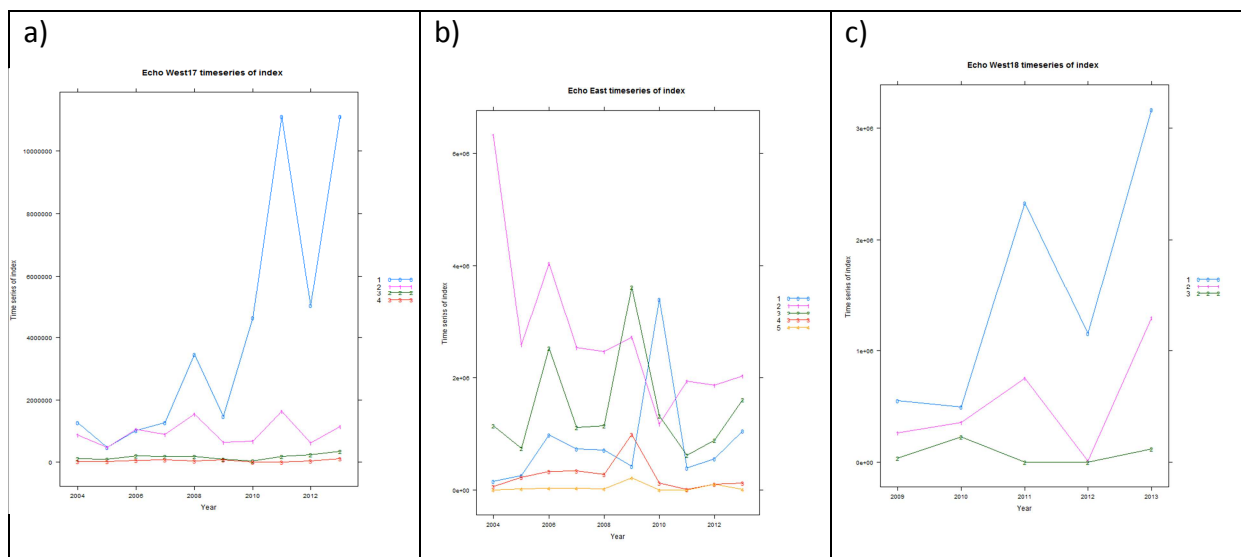 a)
Echo West17 timeseries of index
10000000
8000000
6000000
4000000
2000000
0
Time series of index
2004
2006
2008
2010
2012
Year
1
2
3
4
b)
Echo East timeseries of index
6e+06
4e+06
2e+06
0e+00
Time series of index
2004
2006
2008
2010
2012
Year
1
2
3
4
5
c)
Echo West18 timeseries of index
3e+06
2e+06
1e+06
0e+00
Time series of index
2009
2010
2011
2012
2013
Year
1
2
3